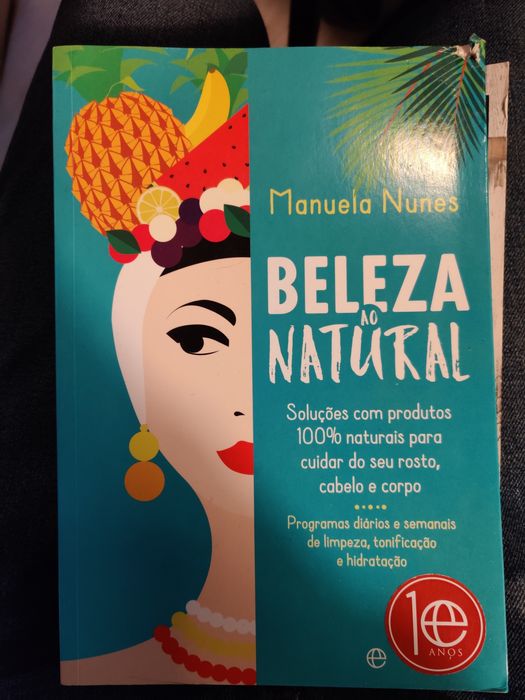 Manuela Nunes
BELEZA
AO
NATURAL
Soluções com produtos
100% naturais para
cuidar do seu rosto,
cabelo e corpo
Programas diários e semanais
de limpeza, tonificação
e hidratação
10e
ANOS
e